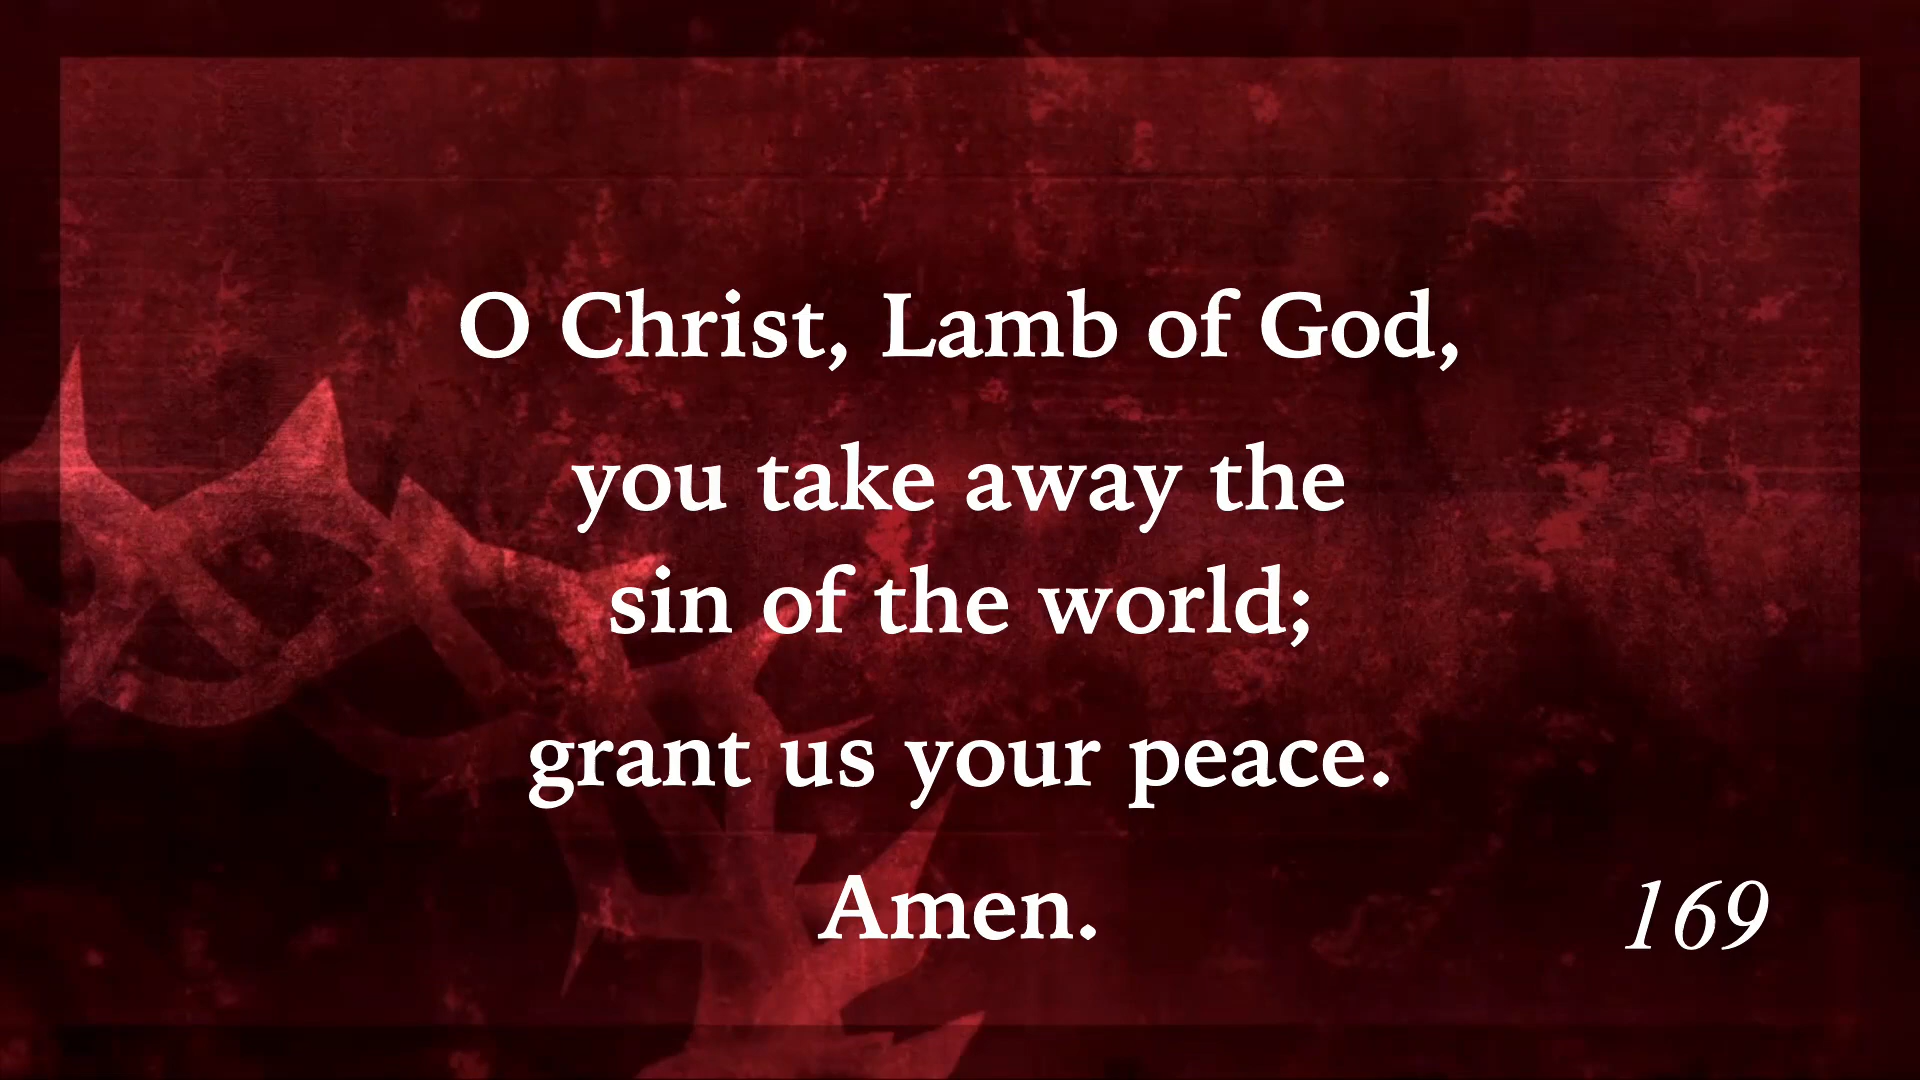 O Christ, Lamb of God,
you take away the
sin of the world;
grant us your peace.
Amen.
169